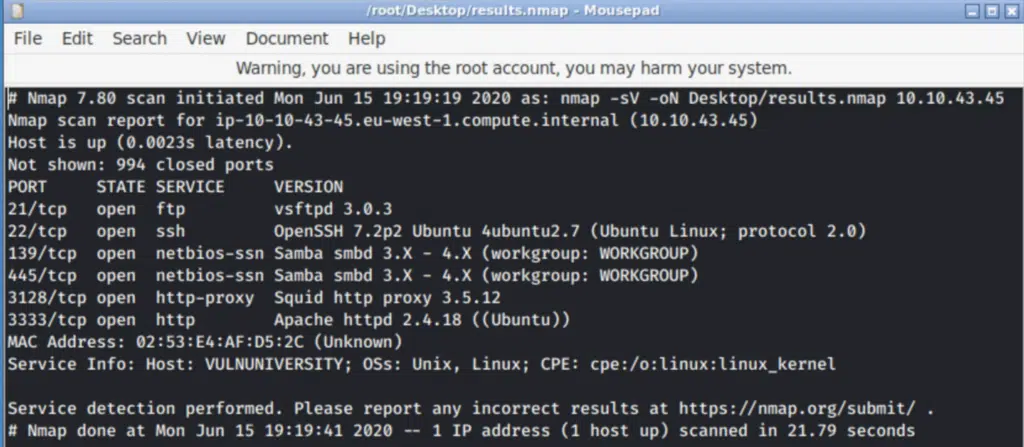 /root/Desktop/results.nmap - Mousepad
File Edit Search View Document Help
Warning, you are using the root account, you may harm your system.
# Nmap 7.80 scan initiated Mon Jun 15 19:19:19 2020 as: nmap -sV -oN Desktop/results.nmap 10.10.43.45
Nmap scan report for ip-10-10-43-45.eu-west-1.compute.internal (10.10.43.45)
Host is up (0.0023s latency).
Not shown: 994 closed ports
PORT     STATE SERVICE     VERSION
21/tcp   open  ftp         vsftpd 3.0.3
22/tcp   open  ssh         OpenSSH 7.2p2 Ubuntu 4ubuntu2.7 (Ubuntu Linux; protocol 2.0)
139/tcp  open  netbios-ssn Samba smbd 3.X - 4.X (workgroup: WORKGROUP)
445/tcp  open  netbios-ssn Samba smbd 3.X - 4.X (workgroup: WORKGROUP)
3128/tcp open  http-proxy  Squid http proxy 3.5.12
3333/tcp open  http        Apache httpd 2.4.18 ((Ubuntu))
MAC Address: 02:53:E4:AF:D5:2C (Unknown)
Service Info: Host: VULNUNIVERSITY; OSs: Unix, Linux; CPE: cpe:/o:linux:linux_kernel
Service detection performed. Please report any incorrect results at https://nmap.org/submit/ .
# Nmap done at Mon Jun 15 19:19:41 2020 -- 1 IP address (1 host up) scanned in 21.79 seconds